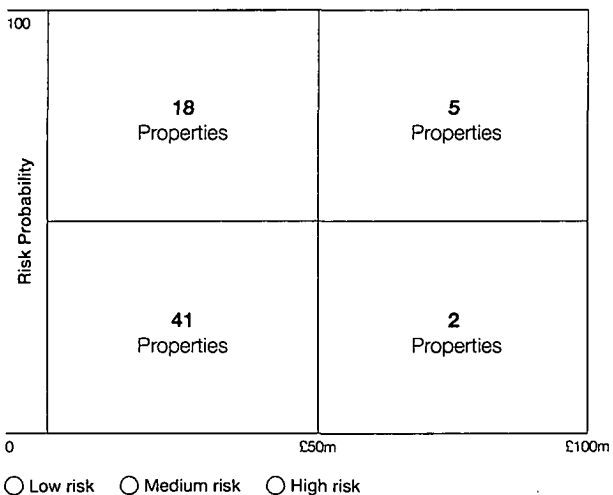 100
18
Properties
5
Properties
Risk Probability
41
Properties
2
Properties
0
£50m
£100m
Low risk
Medium risk
High risk